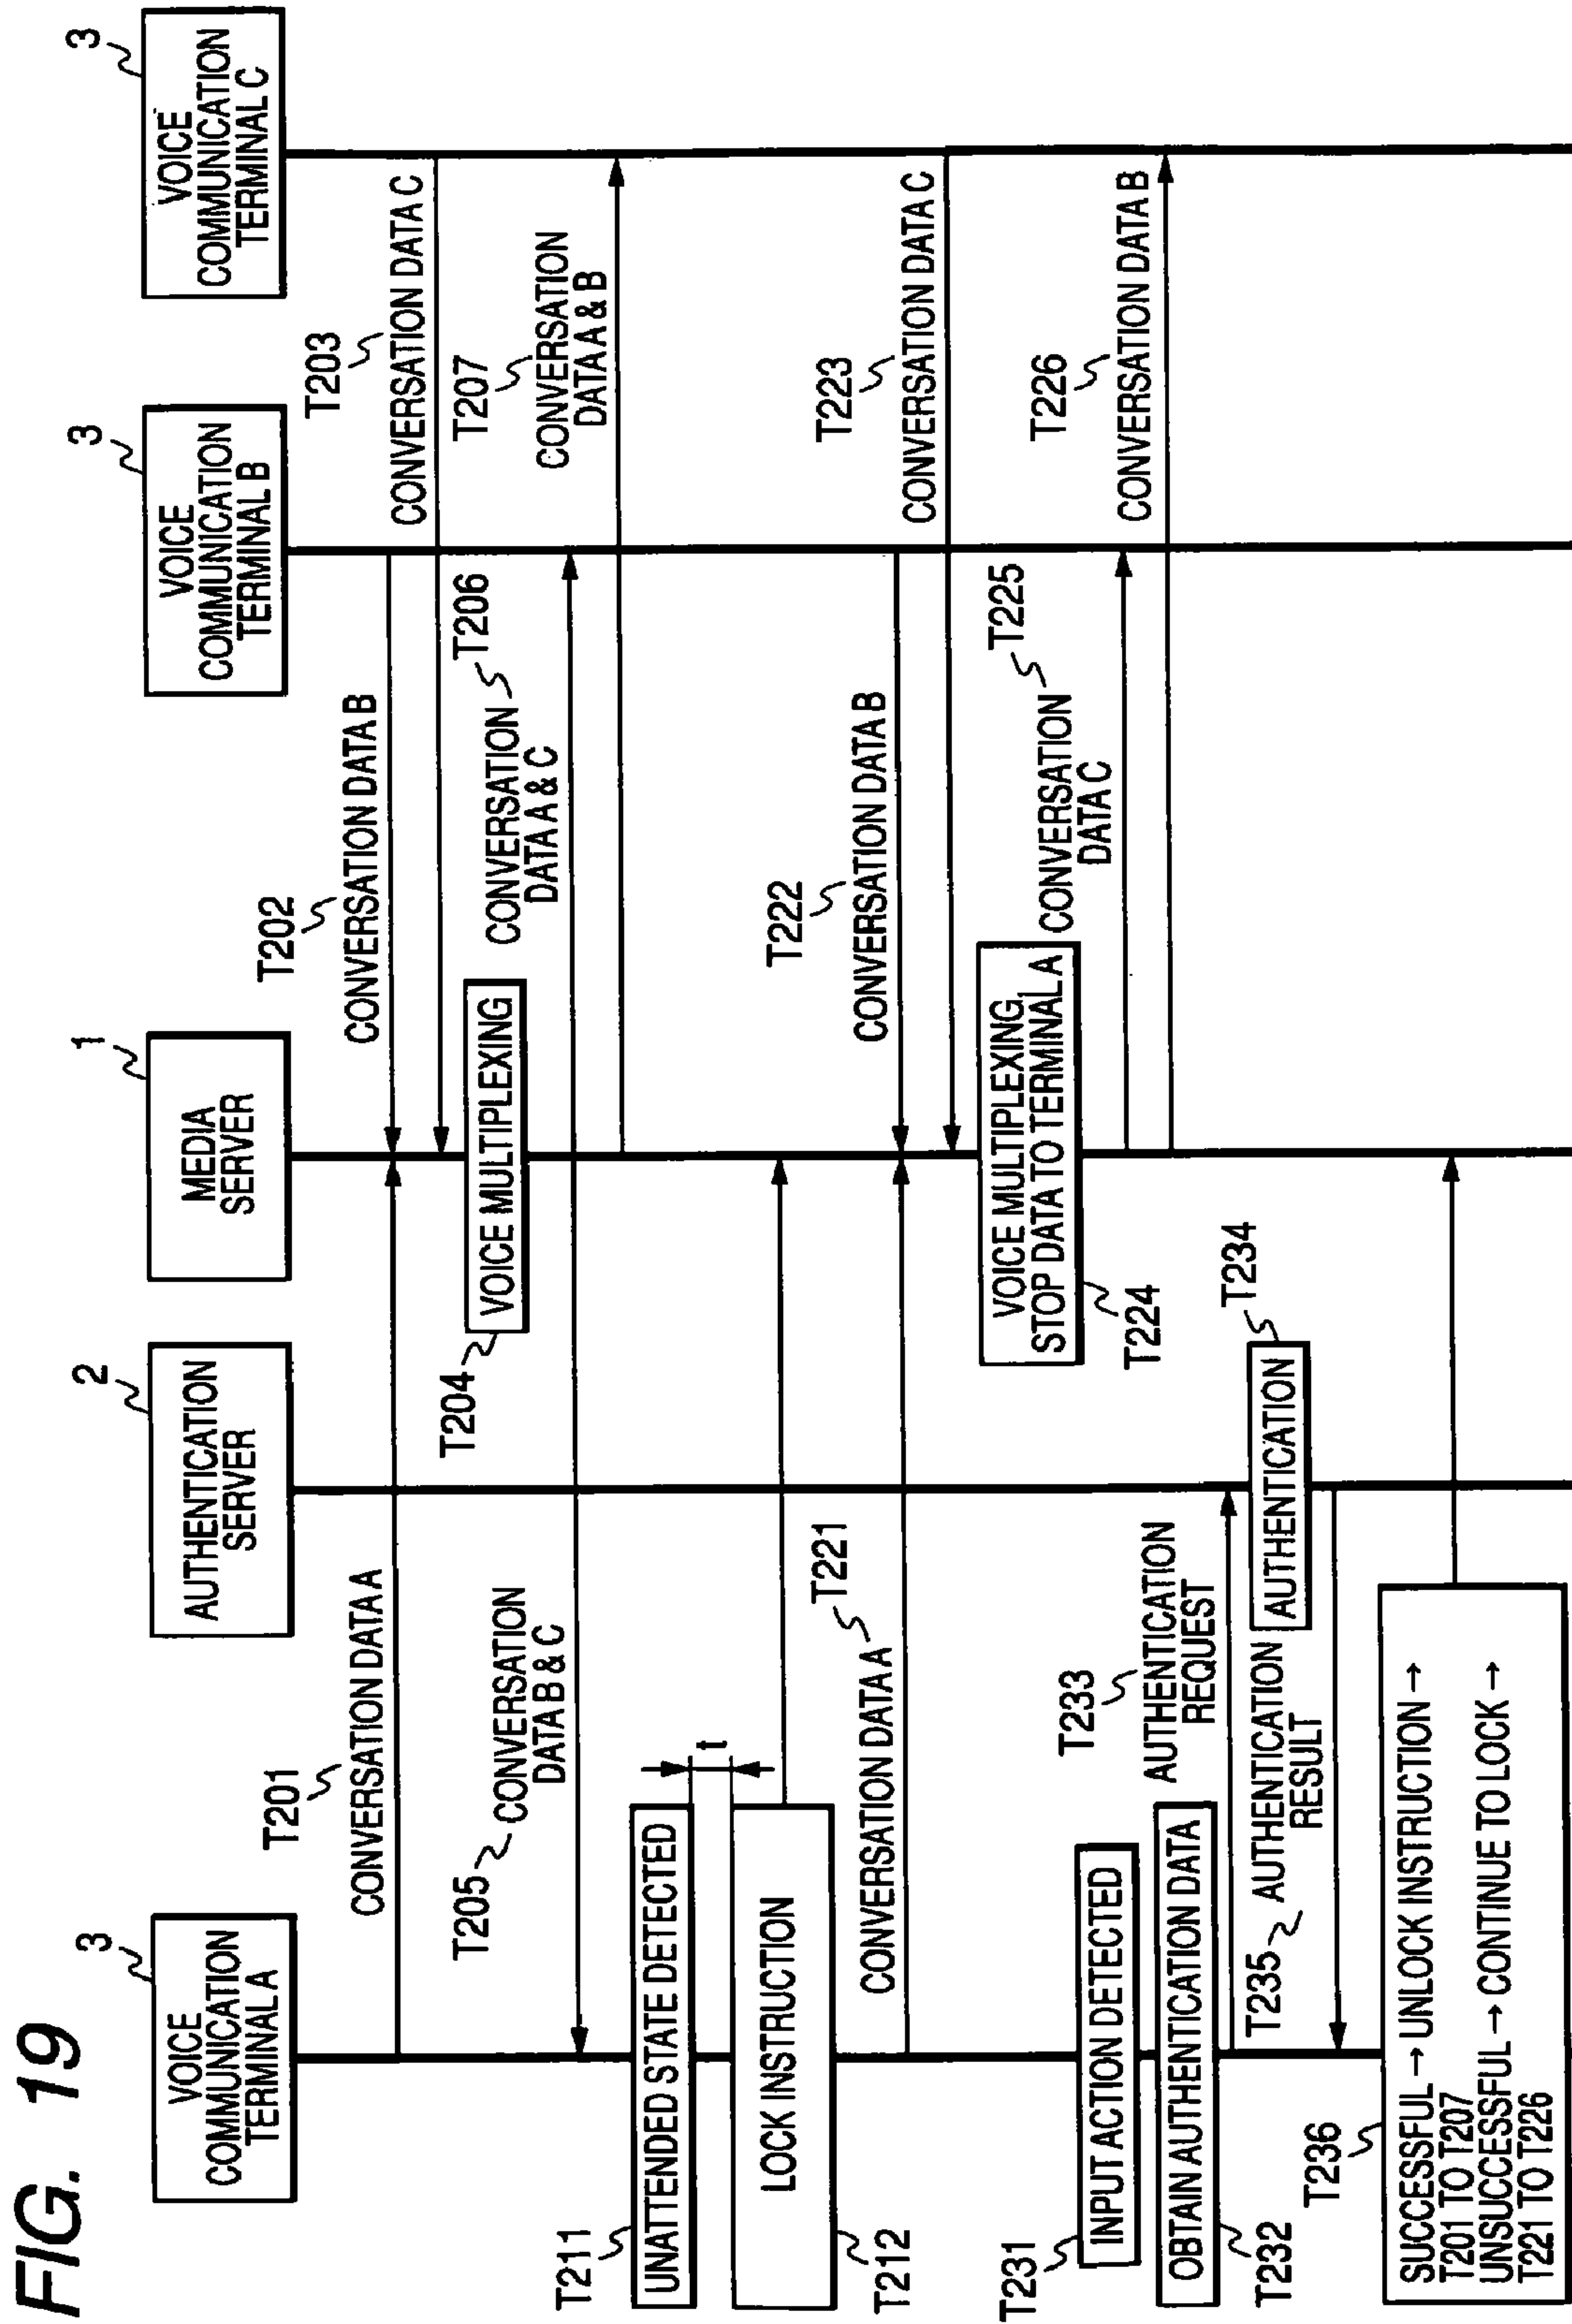 FIG. 19
3
VOICE
COMMUNICATION
TERMINAL A
2
AUTHENTICATION
SERVER
1
MEDIA
SERVER
3
VOICE
COMMUNICATION
TERMINAL B
3
VOICE
COMMUNICATION
TERMINAL C
T201
CONVERSATION DATA A
T202
CONVERSATION DATA B
T203
CONVERSATION DATA C
T204
VOICE MULTIPLEXING
T205
CONVERSATION
DATA B & C
T206
CONVERSATION
DATA A & C
T207
CONVERSATION
DATA A & B
T211
UNATTENDED STATE DETECTED
t
LOCK INSTRUCTION
T212
T221
CONVERSATION DATA A
T222
CONVERSATION DATA B
T223
CONVERSATION DATA C
VOICE MULTIPLEXING,
STOP DATA TO TERMINAL A
T224
T225
CONVERSATION
DATA C
T226
CONVERSATION DATA B
T231
INPUT ACTION DETECTED
OBTAIN AUTHENTICATION DATA
T232
T233
AUTHENTICATION
REQUEST
T234
AUTHENTICATION
T235
AUTHENTICATION
RESULT
T236
SUCCESSFUL → UNLOCK INSTRUCTION →
T201 TO T207
UNSUCCESSFUL → CONTINUE TO LOCK →
T221 TO T226